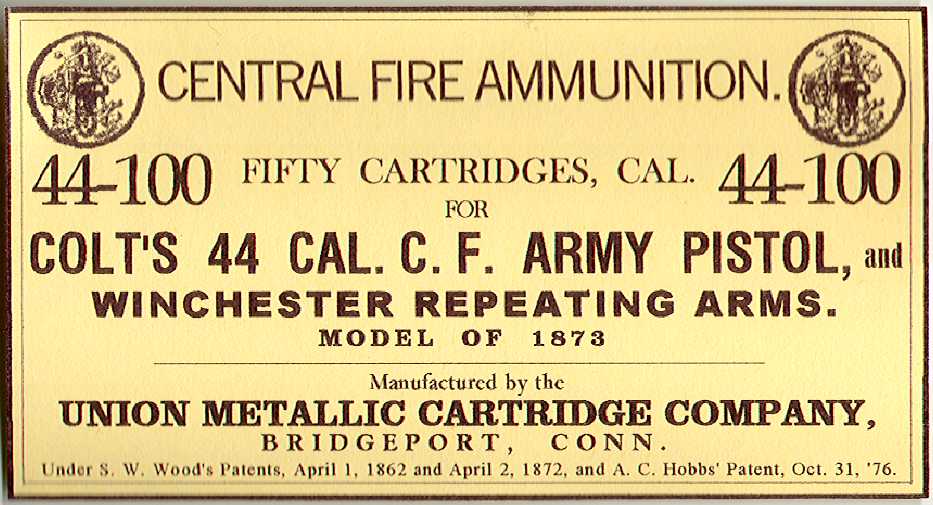 CENTRAL FIRE AMMUNITION.
44-100 FIFTY CARTRIDGES, CAL. 44-100
FOR
COLT'S 44 CAL. C. F. ARMY PISTOL, and
WINCHESTER REPEATING ARMS.
MODEL OF 1873
Manufactured by the
UNION METALLIC CARTRIDGE COMPANY,
BRIDGEPORT, CONN.
Under S. W. Wood's Patents, April 1, 1862 and April 2, 1872, and A. C. Hobbs' Patent, Oct. 31, '76.